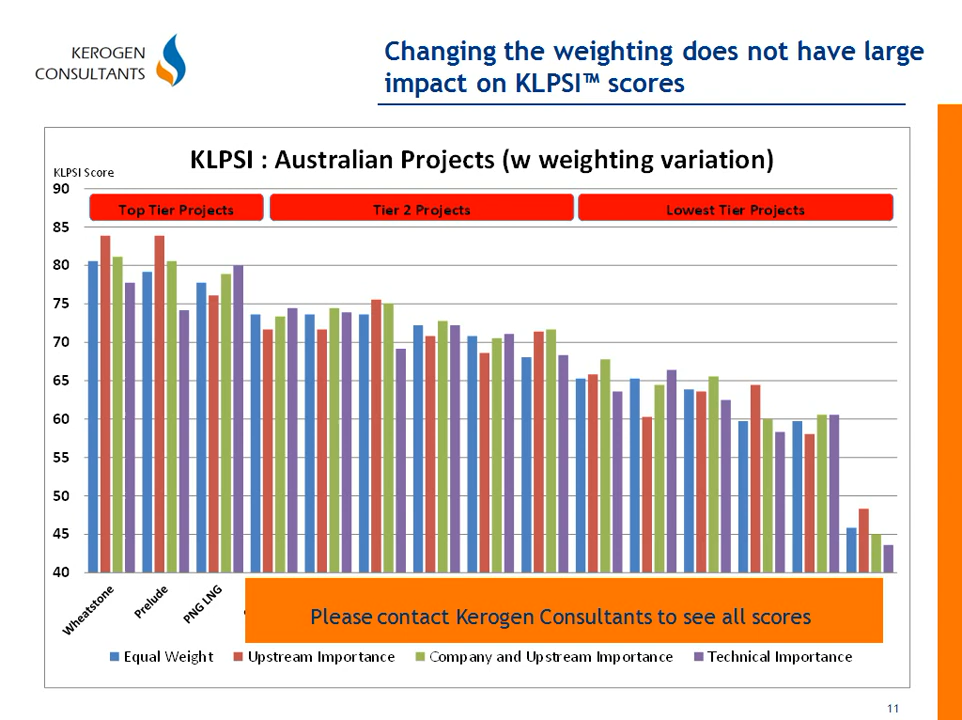 KEROGEN
CONSULTANTS
Changing the weighting does not have large
impact on KLPSI™ scores
KLPSI : Australian Projects (w weighting variation)
KLPSI Score
90
85
80
75
70
65
60
55
50
45
40
Top Tier Projects
Tier 2 Projects
Lowest Tier Projects
Wheatstone
Prelude
PNG LNG
Please contact Kerogen Consultants to see all scores
Equal Weight
Upstream Importance
Company and Upstream Importance
Technical Importance
11